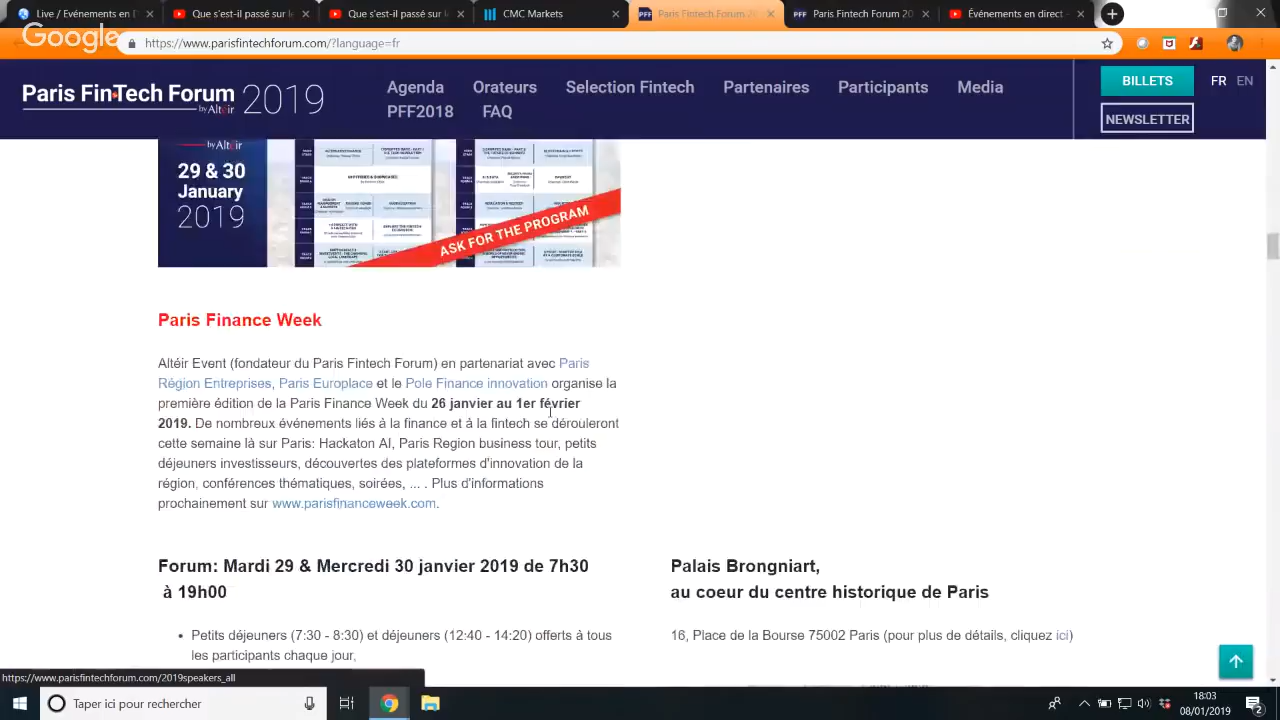 Live / Divers
Que s'est-il passé sur
Que s'est-il passé sur l
CMC Markets
Paris Fintech Forum 20
Paris Fintech Forum 20
Événements en direct -
Google
https://www.parisfintechforum.com/?language=fr
Paris FinTech Forum 2019
by Altéir
Agenda
Orateurs
Selection Fintech
Partenaires
Participants
Media
PFF2018
FAQ
BILLETS
FR EN
NEWSLETTER
by Altéir
29 & 30
January
2019
ASK FOR THE PROGRAM
Paris Finance Week
Altéir Event (fondateur du Paris Fintech Forum) en partenariat avec Paris
Région Entreprises, Paris Europlace et le Pole Finance innovation organise la
première édition de la Paris Finance Week du 26 janvier au 1er février
2019. De nombreux événements liés à la finance et à la fintech se dérouleront
cette semaine là sur Paris: Hackaton AI, Paris Region business tour, petits
déjeuners investisseurs, découvertes des plateformes d'innovation de la
région, conférences thématiques, soirées, ... . Plus d'informations
prochainement sur www.parisfinanceweek.com.
Forum: Mardi 29 & Mercredi 30 janvier 2019 de 7h30
à 19h00
• Petits déjeuners (7:30 - 8:30) et déjeuners (12:40 - 14:20) offerts à tous
les participants chaque jour,
Palais Brongniart,
au coeur du centre historique de Paris
16, Place de la Bourse 75002 Paris (pour plus de détails, cliquez ici)
https://www.parisfintechforum.com/2019speakers_all
Taper ici pour rechercher
18:03
08/01/2019
2